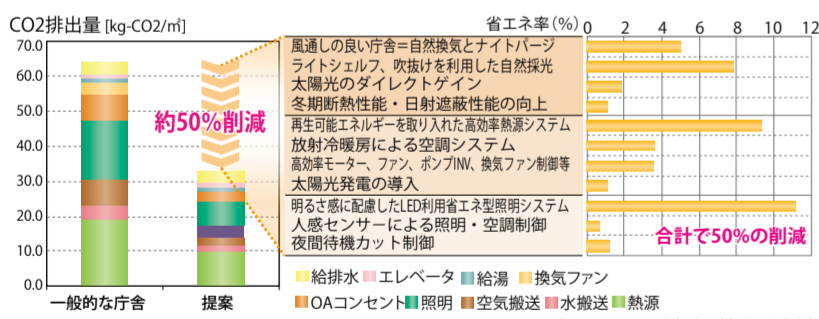 CO2排出量 [kg-CO2/㎡]
70.0
60.0
50.0
40.0
30.0
20.0
10.0
0.0
約50%削減
一般的な庁舎
提案
省エネ率(%)
0 2 4 6 8 10 12
風通しの良い庁舎=自然換気とナイトパージ
ライトシェルフ、吹抜けを利用した自然採光
太陽光のダイレクトゲイン
冬期断熱性能・日射遮蔽性能の向上
再生可能エネルギーを取り入れた高効率熱源システム
放射冷暖房による空調システム
高効率モーター、ファン、ポンプINV、換気ファン制御等
太陽光発電の導入
明るさ感に配慮したLED利用省エネ型照明システム
人感センサーによる照明・空調制御
夜間待機カット制御
合計で50%の削減
給排水 エレベータ 給湯 換気ファン
OAコンセント 照明 空気搬送 水搬送 熱源